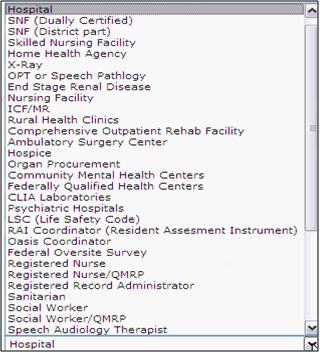 Hospital
SNF (Dually Certified)
SNF (District part)
Skilled Nursing Facility
Home Health Agency
X-Ray
OPT or Speech Pathlogy
End Stage Renal Disease
Nursing Facility
ICF/MR
Rural Health Clinics
Comprehensive Outpatient Rehab Facility
Ambulatory Surgery Center
Hospice
Organ Procurement
Community Mental Health Centers
Federally Qualified Health Centers
CLIA Laboratories
Psychiatric Hospitals
LSC (Life Safety Code)
RAI Coordinator (Resident Assesment Instrument)
Oasis Coordinator
Federal Oversite Survey
Registered Nurse
Registered Nurse/QMRP
Registered Record Administrator
Sanitarian
Social Worker
Social Worker/QMRP
Speech Audiology Therapist
Hospital